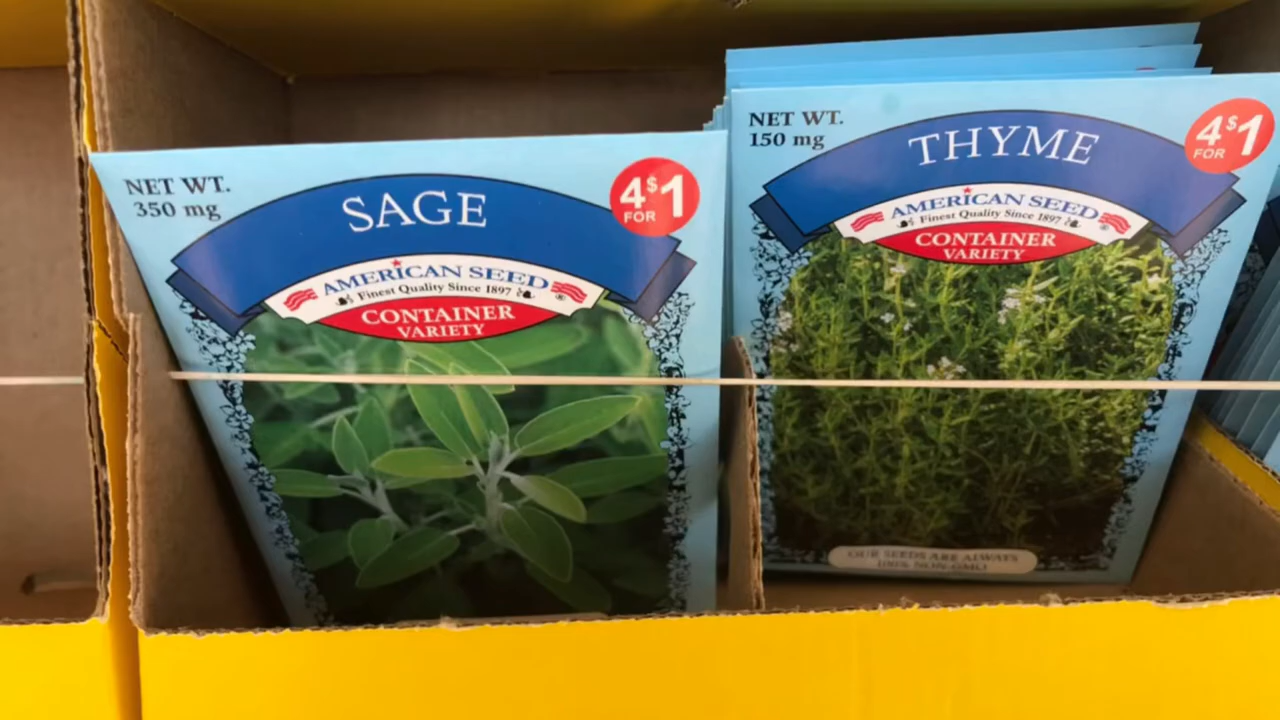 NET WT.
350 mg
SAGE
4 FOR $1
AMERICAN SEED
Finest Quality Since 1897
CONTAINER
VARIETY
NET WT.
150 mg
THYME
4 FOR $1
AMERICAN SEED
Finest Quality Since 1897
CONTAINER
VARIETY
OUR SEEDS ARE ALWAYS
100% NON-GMO